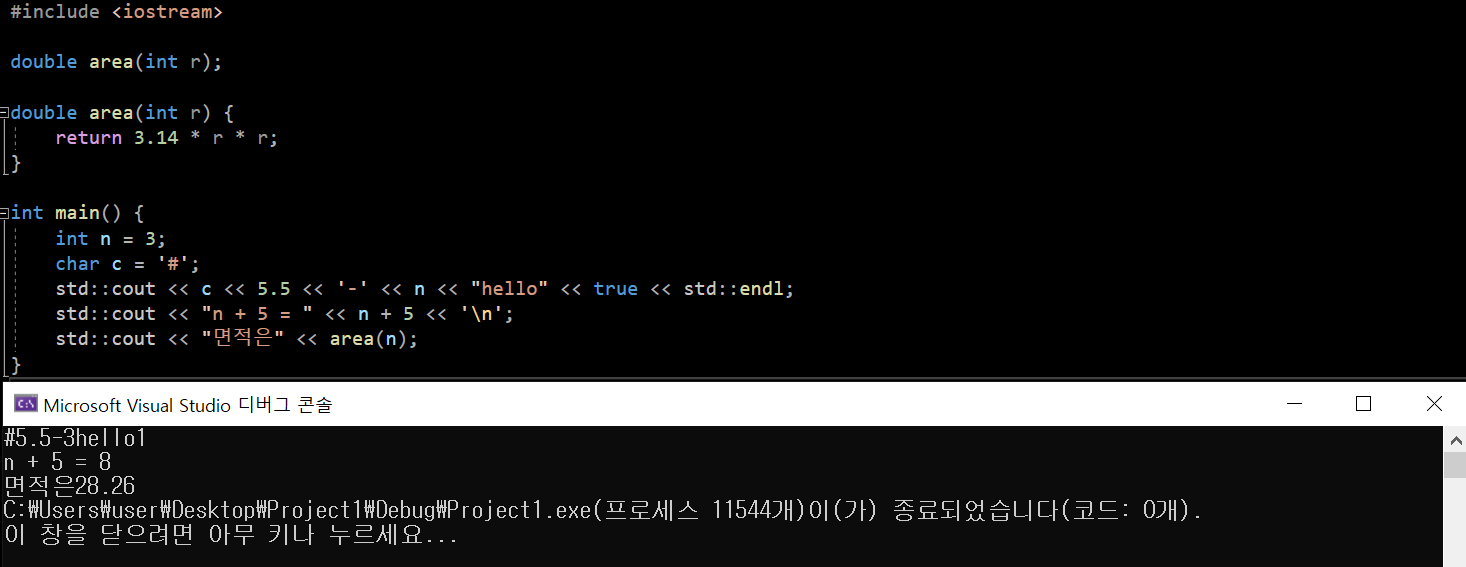 #include <iostream>
double area(int r);
double area(int r) {
return 3.14 * r * r;
}
int main() {
int n = 3;
char c = '#';
std::cout << c << 5.5 << '-' << n << "hello" << true << std::endl;
std::cout << "n + 5 = " << n + 5 << '\n';
std::cout << "면적은" << area(n);
}
Microsoft Visual Studio 디버그 콘솔
#5.5-3hello1
n + 5 = 8
면적은28.26
C:₩Users₩user₩Desktop₩Project1₩Debug₩Project1.exe(프로세스 11544개)이(가) 종료되었습니다(코드: 0개).
이 창을 닫으려면 아무 키나 누르세요...